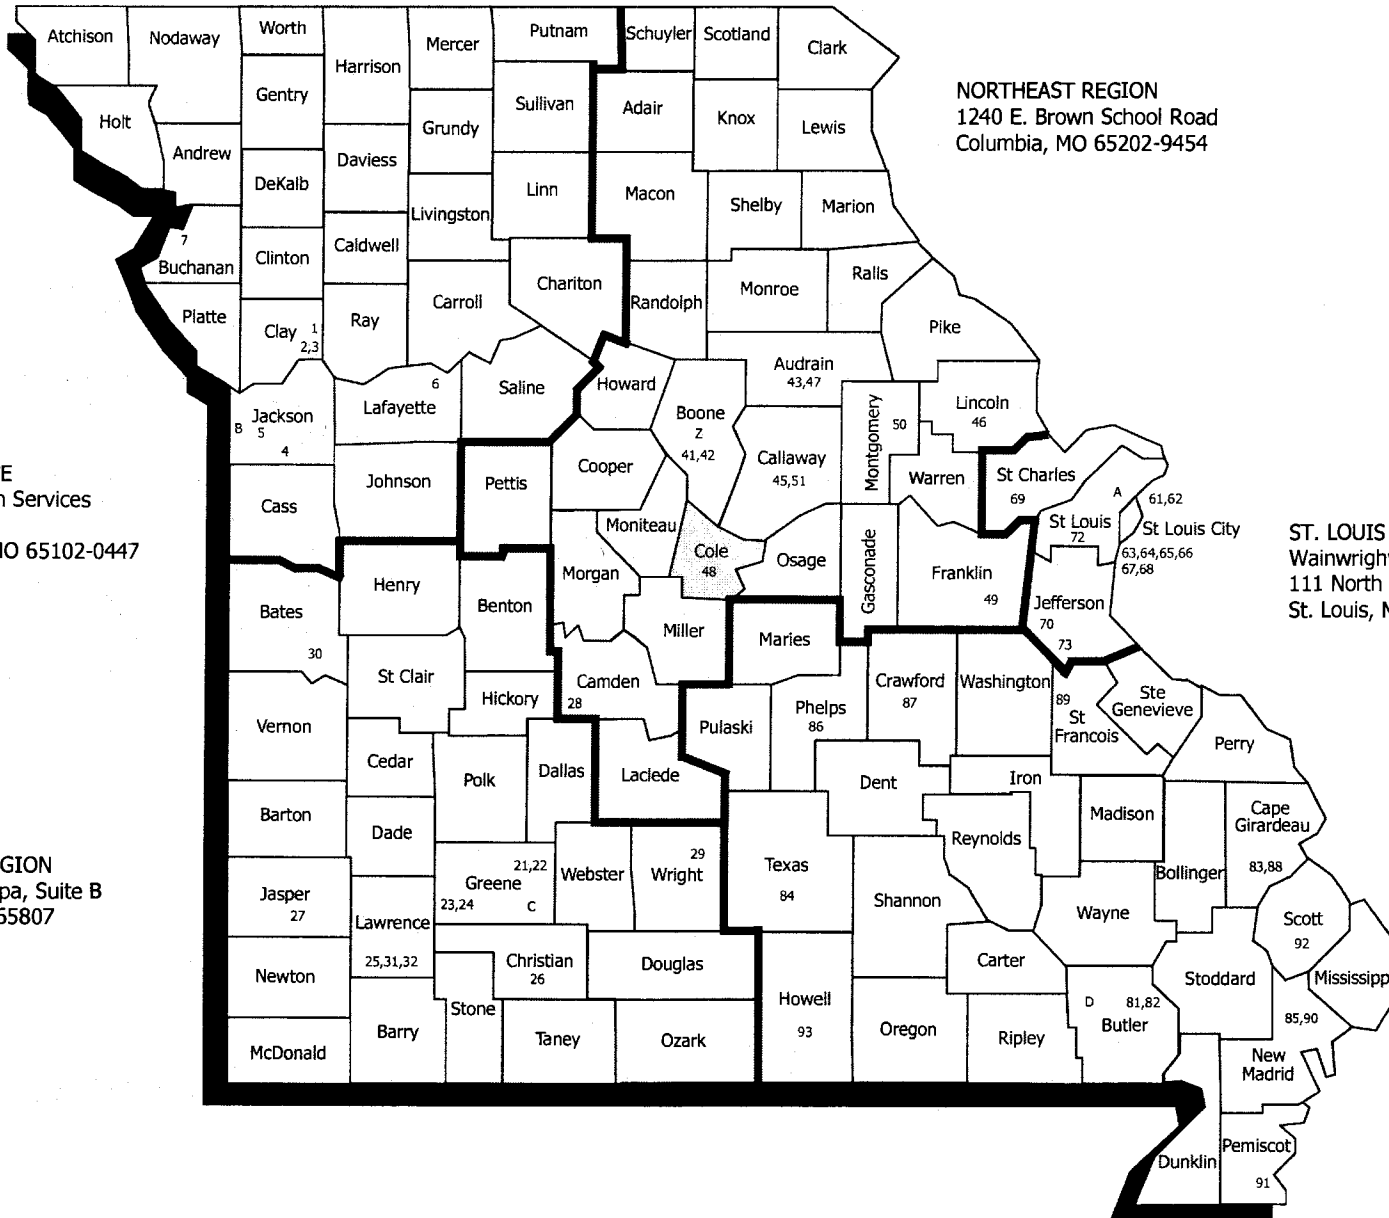 Atchison
Nodaway
Worth
Harrison
Mercer
Putnam
Schuyler
Scotland
Clark
Gentry
Sullivan
Adair
Knox
Lewis
NORTHEAST REGION
1240 E. Brown School Road
Columbia, MO 65202-9454
Holt
Andrew
Grundy
Daviess
DeKalb
Linn
Macon
Shelby
Marion
Livingston
7
Buchanan
Clinton
Caldwell
Chariton
Randolph
Monroe
Ralls
Platte
Clay 1
2,3
Ray
Carroll
Pike
Audrain
43,47
6
Lafayette
Saline
Howard
Jackson
8
5
4
Boone
Z
41,42
Montgomery
50
Lincoln
46
Callaway
45,51
Cooper
Warren
St Charles
69
A
61,62
E
n Services
MO 65102-0447
Cass
Johnson
Pettis
Moniteau
Cole
48
Osage
Gasconade
Franklin
49
St Louis
72
St Louis City
63,64,65,66
67,68
ST. LOUIS
Wainwrigh
111 North
St. Louis, M
Bates
30
Henry
Benton
Morgan
Miller
Maries
Jefferson
70
73
St Clair
Hickory
Camden
28
Pulaski
Phelps
86
Crawford
87
Washington
89
St
Francois
Ste
Genevieve
Perry
Vernon
Cedar
Polk
Dallas
Laclede
Dent
Iron
Madison
Bollinger
Cape
Girardeau
83,88
Barton
Dade
Reynolds
GION
pa, Suite B
65807
Jasper
27
Lawrence
25,31,32
21,22
Greene
23,24
C
Webster
29
Wright
Texas
84
Shannon
Wayne
Scott
92
Newton
Christian
26
Douglas
Carter
Stoddard
Mississipp
McDonald
Barry
Stone
Taney
Ozark
Howell
93
Oregon
Ripley
D
81,82
Butler
85,90
New
Madrid
Dunklin
Pemiscot
91